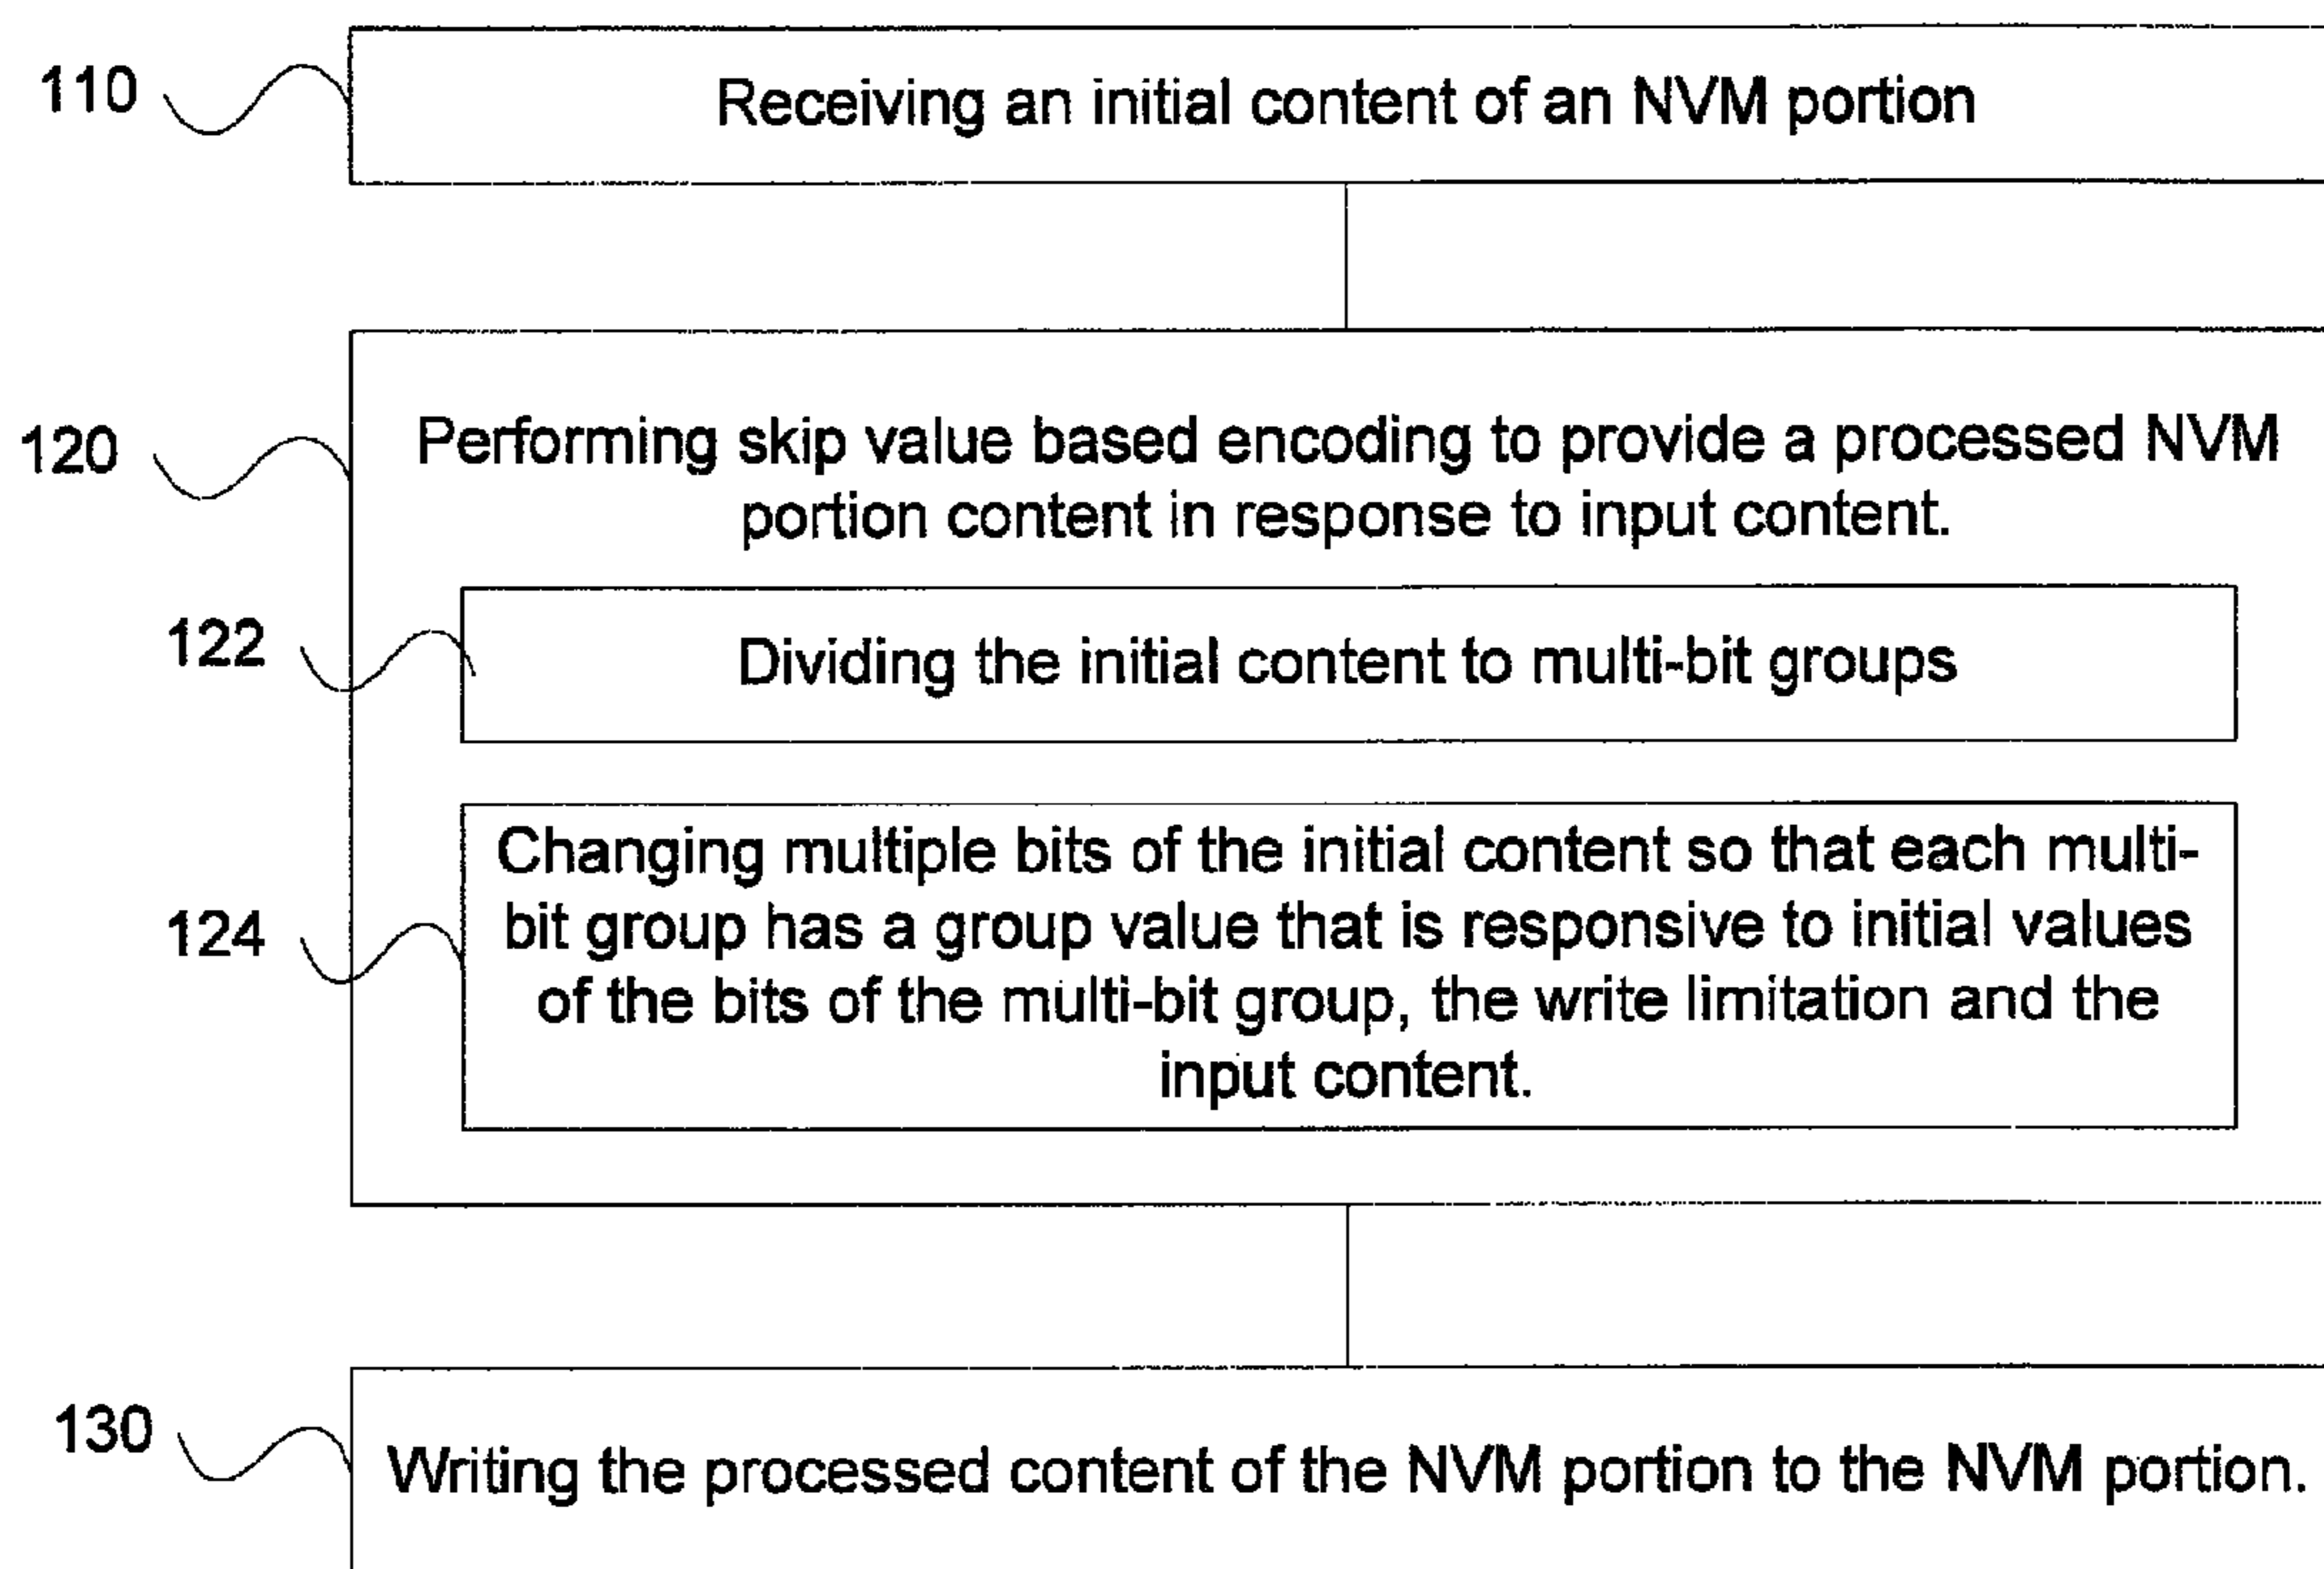 110
Receiving an initial content of an NVM portion
120
Performing skip value based encoding to provide a processed NVM
portion content in response to input content.
122
Dividing the initial content to multi-bit groups
124
Changing multiple bits of the initial content so that each multi-
bit group has a group value that is responsive to initial values
of the bits of the multi-bit group, the write limitation and the
input content.
130
Writing the processed content of the NVM portion to the NVM portion.